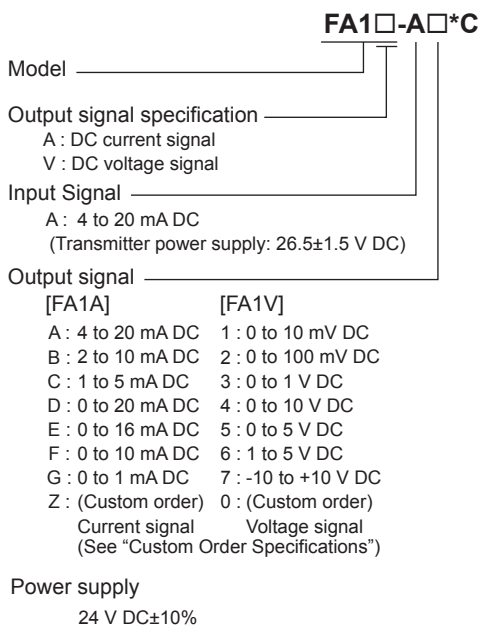 FA1□-A□*C
Model
Output signal specification
A : DC current signal
V : DC voltage signal
Input Signal
A : 4 to 20 mA DC
(Transmitter power supply: 26.5±1.5 V DC)
Output signal
[FA1A] [FA1V]
A : 4 to 20 mA DC 1 : 0 to 10 mV DC
B : 2 to 10 mA DC 2 : 0 to 100 mV DC
C : 1 to 5 mA DC 3 : 0 to 1 V DC
D : 0 to 20 mA DC 4 : 0 to 10 V DC
E : 0 to 16 mA DC 5 : 0 to 5 V DC
F : 0 to 10 mA DC 6 : 1 to 5 V DC
G : 0 to 1 mA DC 7 : -10 to +10 V DC
Z : (Custom order) 0 : (Custom order)
Current signal Voltage signal
(See “Custom Order Specifications”)
Power supply
24 V DC±10%